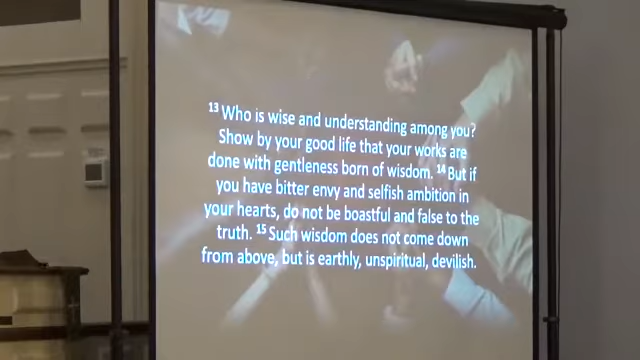 13 Who is wise and understanding among you?
Show by your good life that your works are
done with gentleness born of wisdom. 14 But if
you have bitter envy and selfish ambition in
your hearts, do not be boastful and false to the
truth. 15 Such wisdom does not come down
from above, but is earthly, unspiritual, devilish.